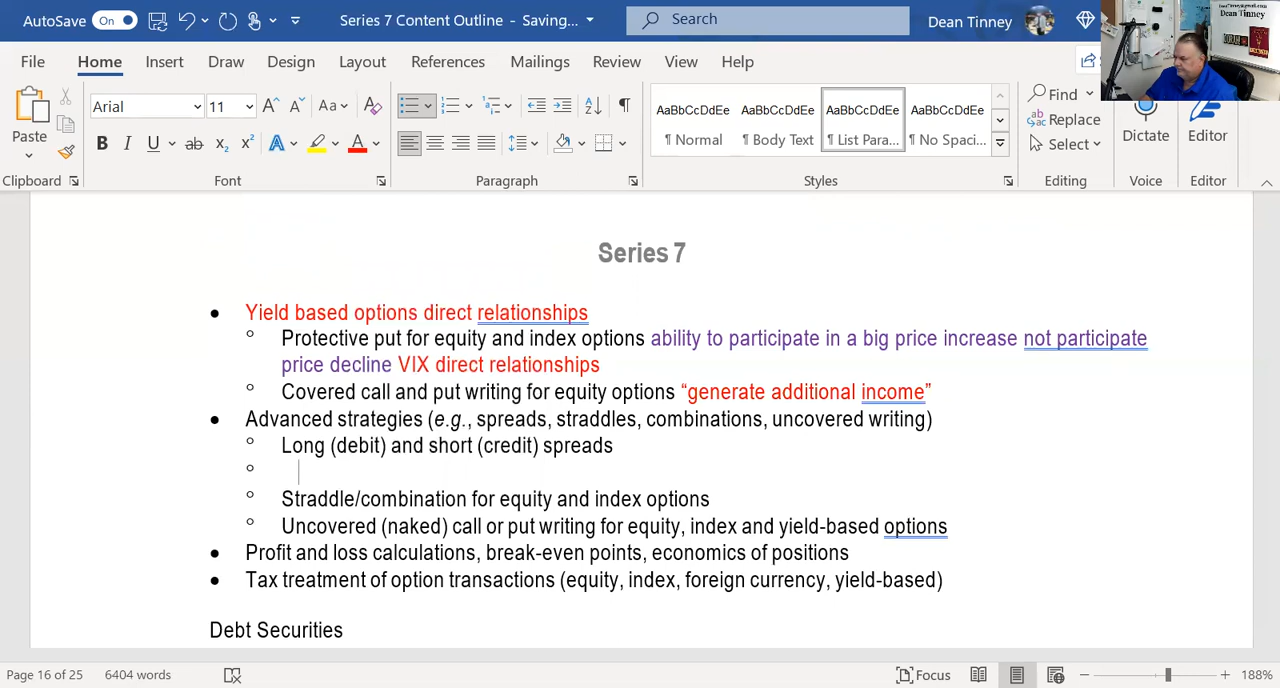 AutoSave On Series 7 Content Outline - Saving... Search Dean Tinney
Dean Tinney
File Home Insert Draw Design Layout References Mailings Review View Help
Paste
Clipboard
Arial 11 Aa
B I U ab x2 x2 A A
Font
Paragraph
AaBbCcDdEe AaBbCcDdEe AaBbCcDdEe AaBbCcDdEe
¶ Normal ¶ Body Text ¶ List Para... ¶ No Spaci...
Styles
Find
Replace
Select
Editing
Dictate
Voice
Editor
Editor
Series 7
Yield based options direct relationships
Protective put for equity and index options ability to participate in a big price increase not participate
price decline VIX direct relationships
Covered call and put writing for equity options “generate additional income”
Advanced strategies (e.g., spreads, straddles, combinations, uncovered writing)
Long (debit) and short (credit) spreads
Straddle/combination for equity and index options
Uncovered (naked) call or put writing for equity, index and yield-based options
Profit and loss calculations, break-even points, economics of positions
Tax treatment of option transactions (equity, index, foreign currency, yield-based)
Debt Securities
Page 16 of 25 6404 words Focus 188%